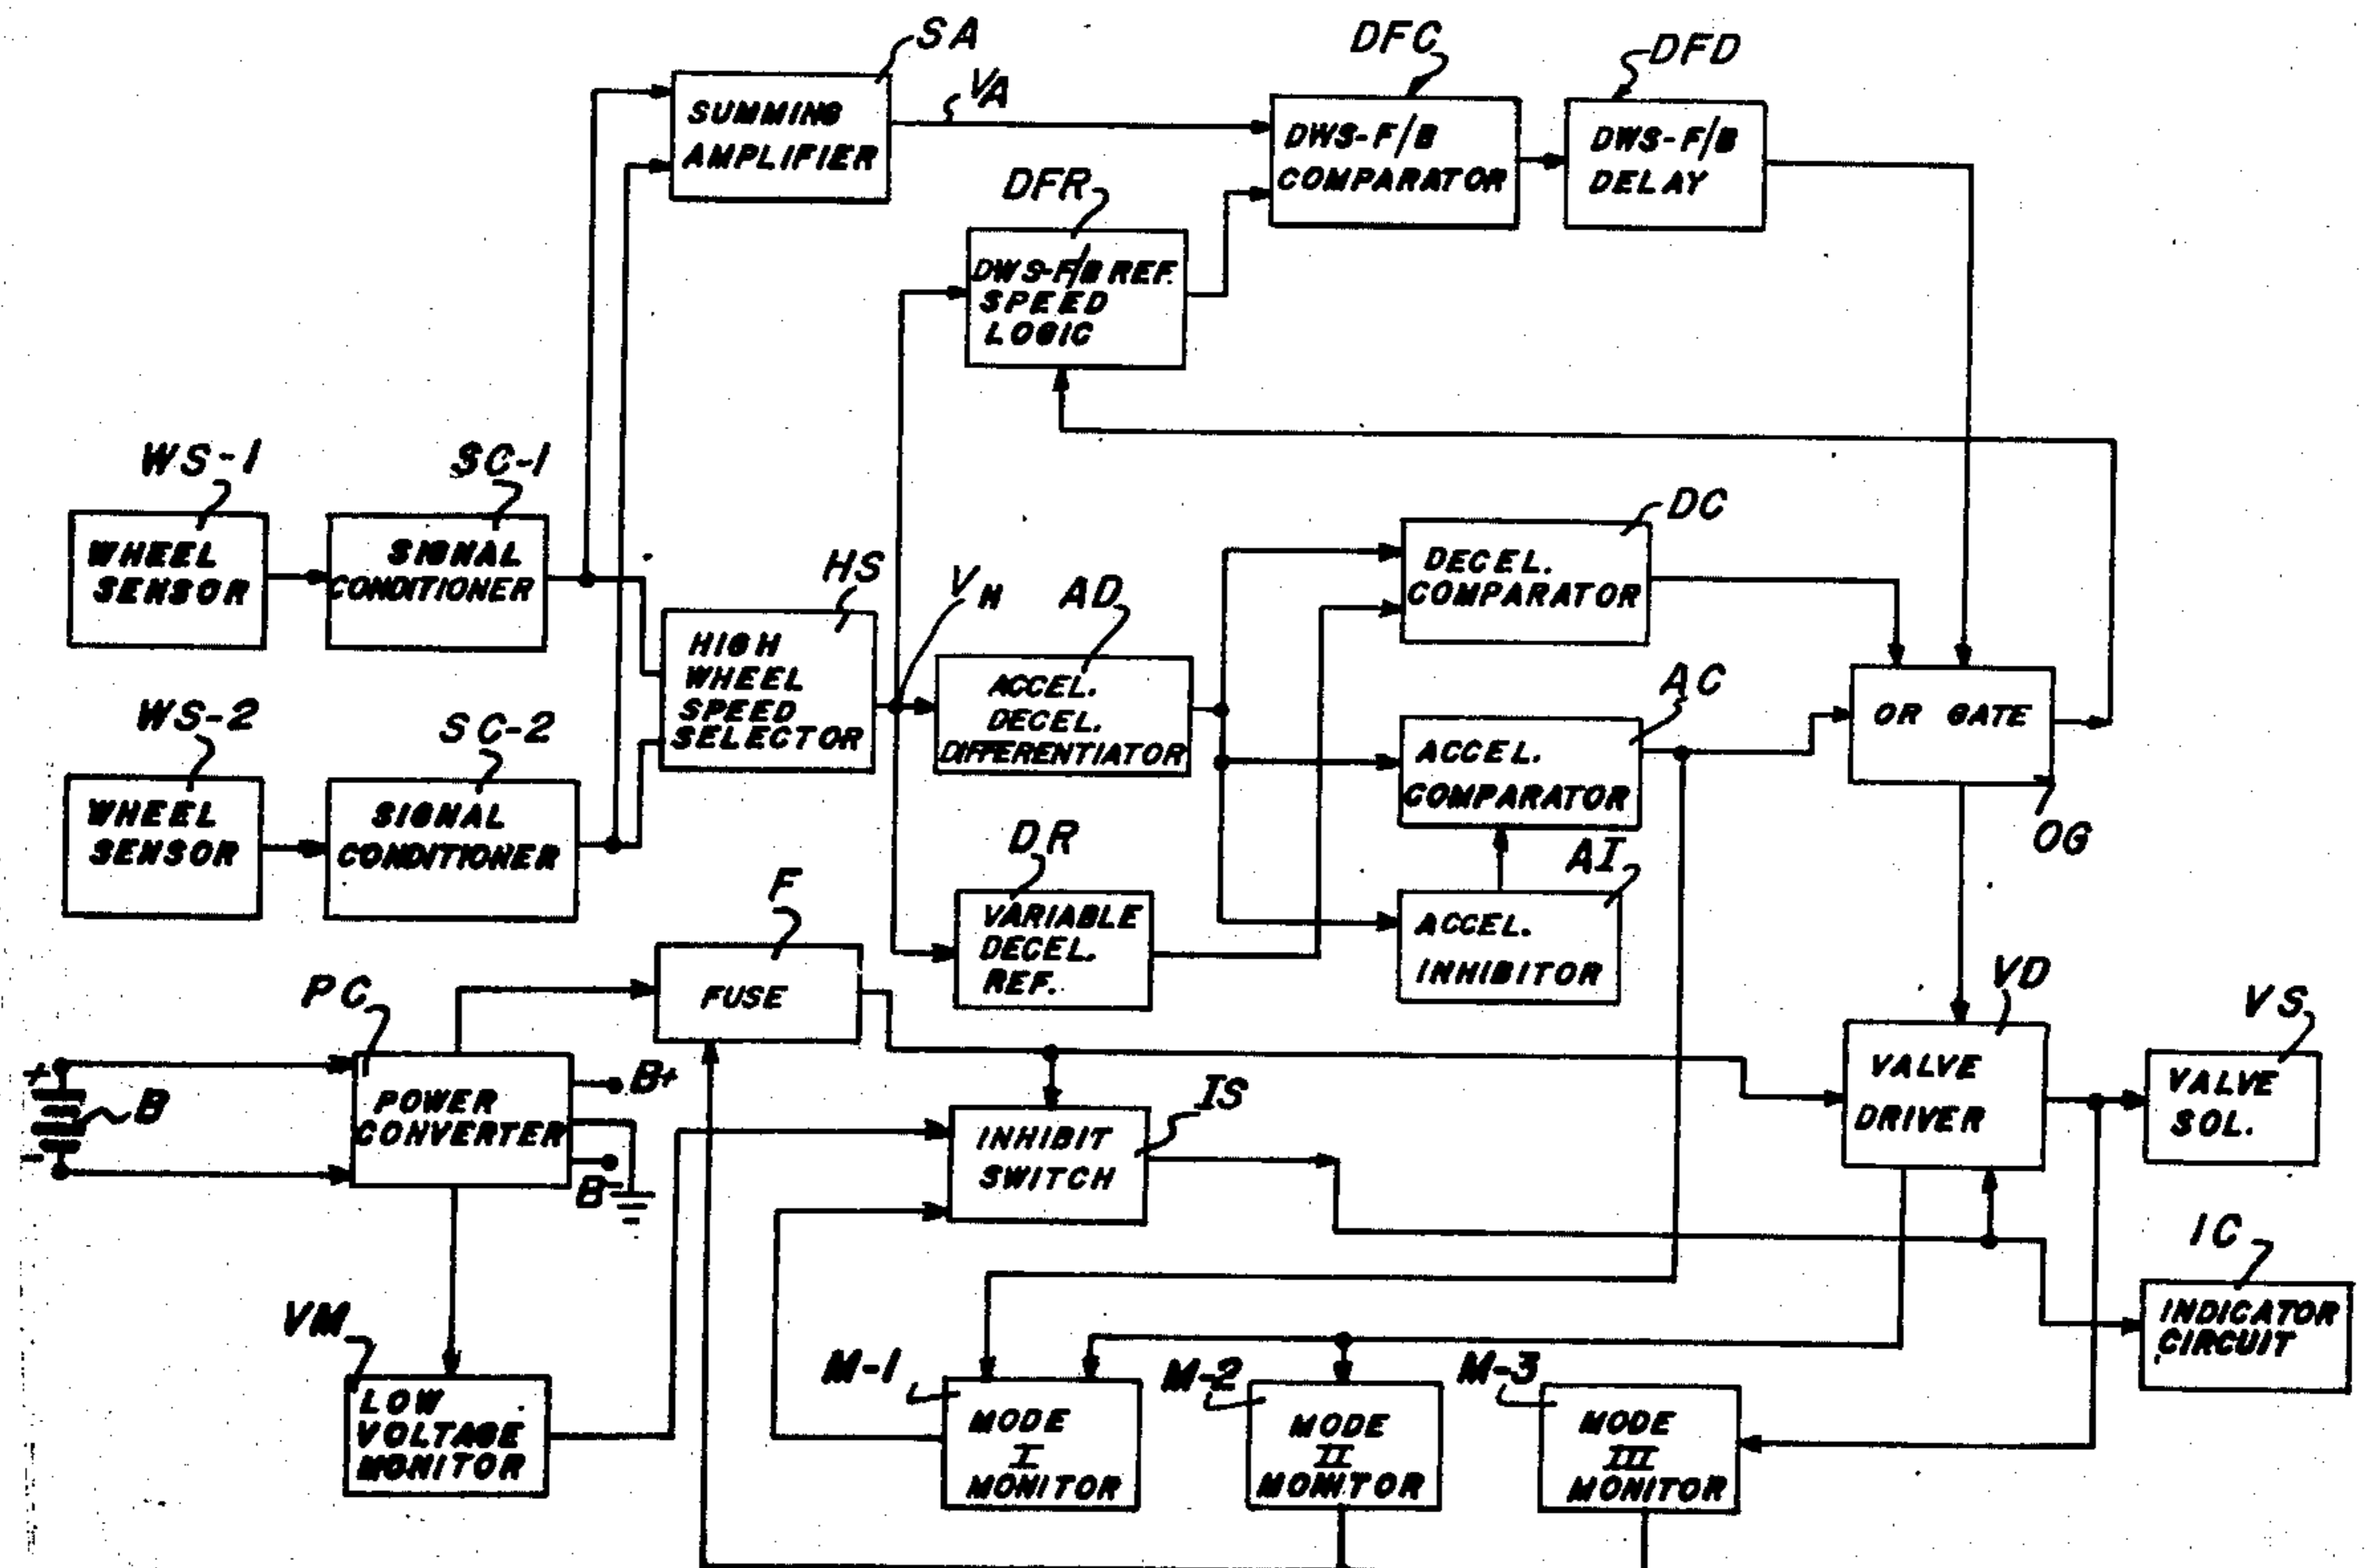 SA
VA
DFC
DFD
SUMMING
AMPLIFIER
DWS-F/B
COMPARATOR
DWS-F/B
DELAY
DFR
DWS-F/B REF.
SPEED
LOGIC
WS-1
SC-1
WHEEL
SENSOR
SIGNAL
CONDITIONER
HS
VH
AD
DC
DECEL.
COMPARATOR
HIGH
WHEEL
SPEED
SELECTOR
ACCEL.
DECEL.
DIFFERENTIATOR
AC
ACCEL.
COMPARATOR
OR GATE
OG
WS-2
SC-2
WHEEL
SENSOR
SIGNAL
CONDITIONER
F
DR
AI
FUSE
VARIABLE
DECEL.
REF.
ACCEL.
INHIBITOR
VD
VS
PC
+
B
-
POWER
CONVERTER
B+
B-
IS
INHIBIT
SWITCH
VALVE
DRIVER
VALVE
SOL.
IC
INDICATOR
CIRCUIT
VM
LOW
VOLTAGE
MONITOR
M-1
MODE
I
MONITOR
M-2
MODE
II
MONITOR
M-3
MODE
III
MONITOR